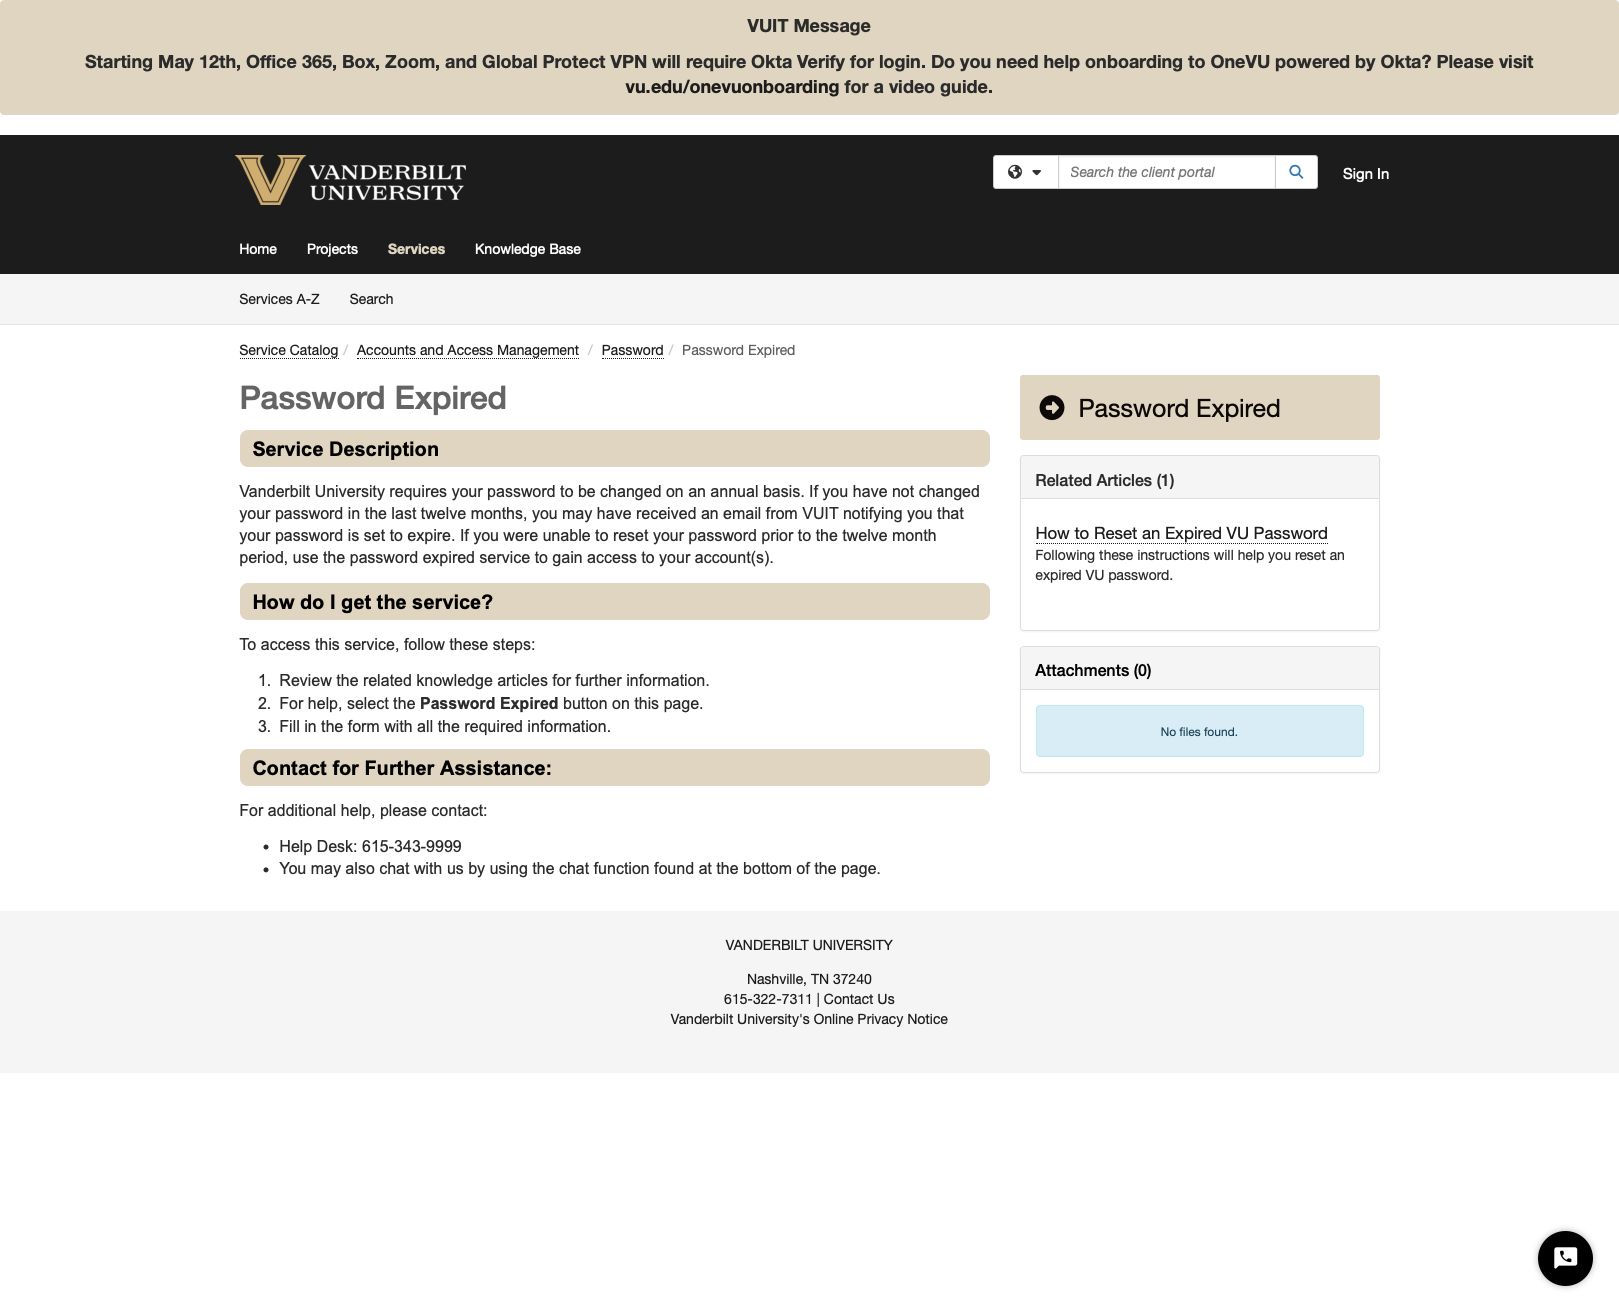 VUIT Message
Starting May 12th, Office 365, Box, Zoom, and Global Protect VPN will require Okta Verify for login. Do you need help onboarding to OneVU powered by Okta? Please visit
vu.edu/onevuonboarding for a video guide.
VANDERBILT
UNIVERSITY
Search the client portal
Sign In
Home Projects Services Knowledge Base
Services A-Z Search
Service Catalog / Accounts and Access Management / Password / Password Expired
Password Expired
Service Description
Vanderbilt University requires your password to be changed on an annual basis. If you have not changed
your password in the last twelve months, you may have received an email from VUIT notifying you that
your password is set to expire. If you were unable to reset your password prior to the twelve month
period, use the password expired service to gain access to your account(s).
How do I get the service?
To access this service, follow these steps:
1. Review the related knowledge articles for further information.
2. For help, select the Password Expired button on this page.
3. Fill in the form with all the required information.
Contact for Further Assistance:
For additional help, please contact:
• Help Desk: 615-343-9999
• You may also chat with us by using the chat function found at the bottom of the page.
Password Expired
Related Articles (1)
How to Reset an Expired VU Password
Following these instructions will help you reset an
expired VU password.
Attachments (0)
No files found.
VANDERBILT UNIVERSITY
Nashville, TN 37240
615-322-7311 | Contact Us
Vanderbilt University's Online Privacy Notice